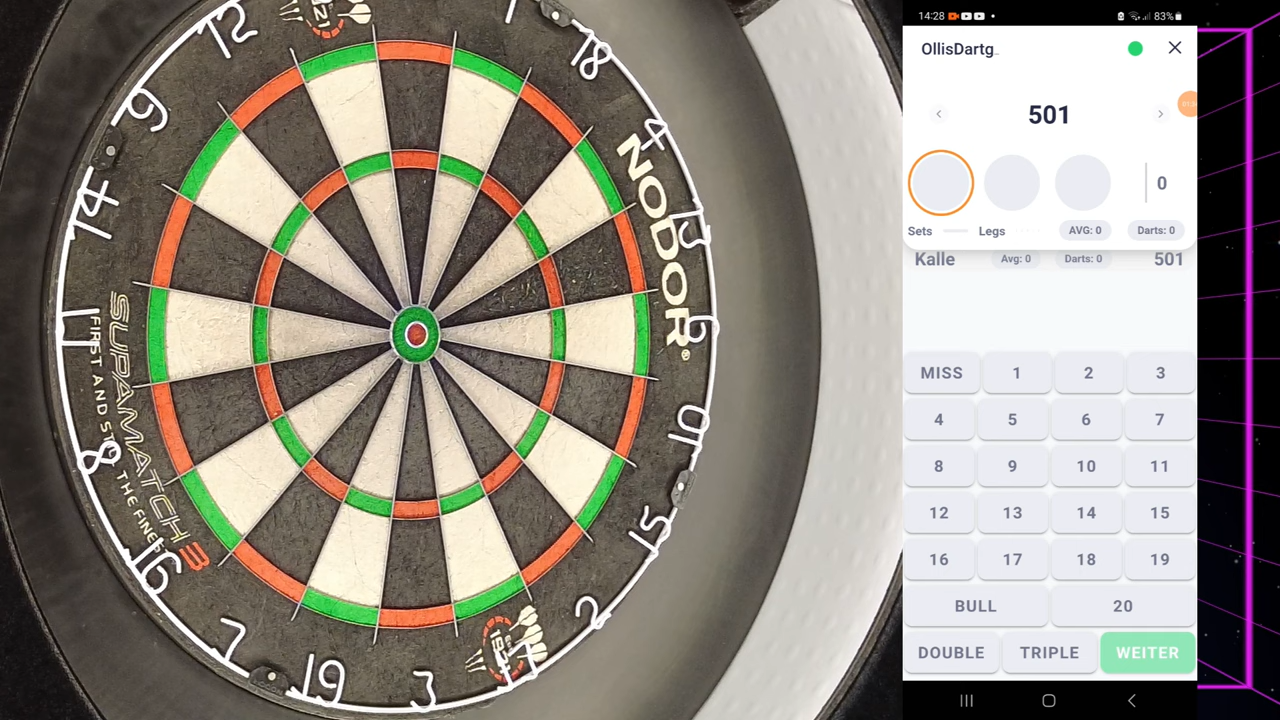 12
1
18
9
4
14
13
11
6
8
10
16
15
7
2
19
3
17
NODOR
SUPAMATCH3
FIRST AND STILL THE FINEST
14:28
83%
OllisDartg
501
0
Sets
Legs
AVG: 0
Darts: 0
Kalle
Avg: 0
Darts: 0
501
MISS
1
2
3
4
5
6
7
8
9
10
11
12
13
14
15
16
17
18
19
BULL
20
DOUBLE
TRIPLE
WEITER